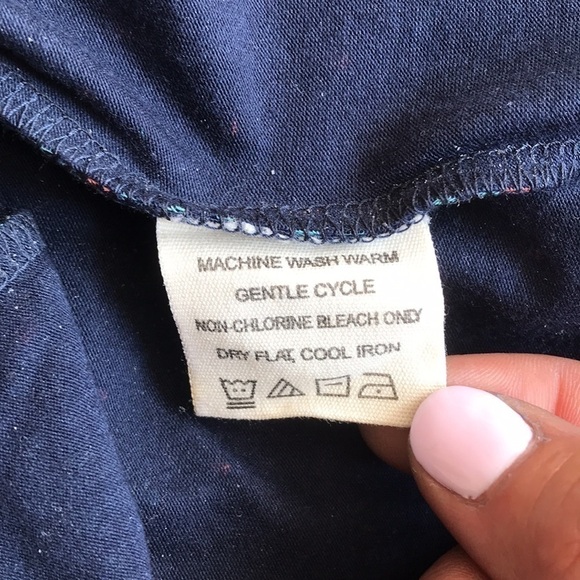 MACHINE WASH WARM
GENTLE CYCLE
NON-CHLORINE BLEACH ONLY
DRY FLAT, COOL IRON